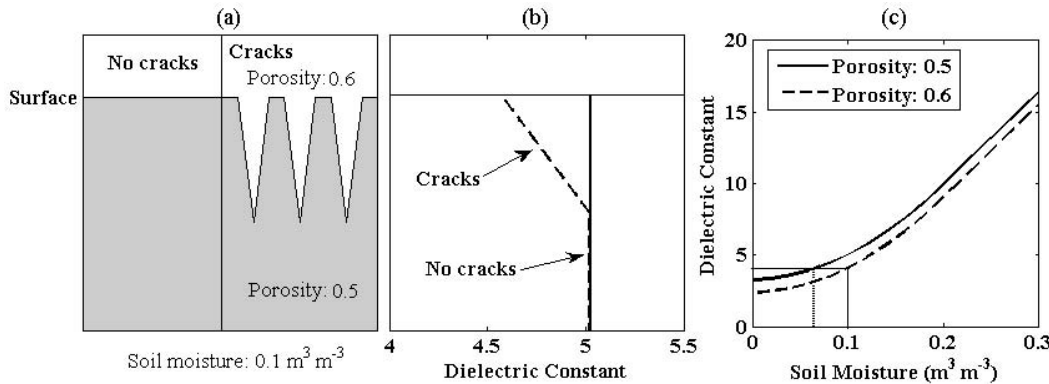 (a)
No cracks
Cracks
Porosity: 0.6
Surface
Porosity: 0.5
Soil moisture: 0.1 m³ m⁻³
(b)
Cracks
No cracks
4
4.5
5
5.5
Dielectric Constant
(c)
20
15
10
5
0
Dielectric Constant
Porosity: 0.5
Porosity: 0.6
0
0.1
0.2
0.3
Soil Moisture (m³ m⁻³)